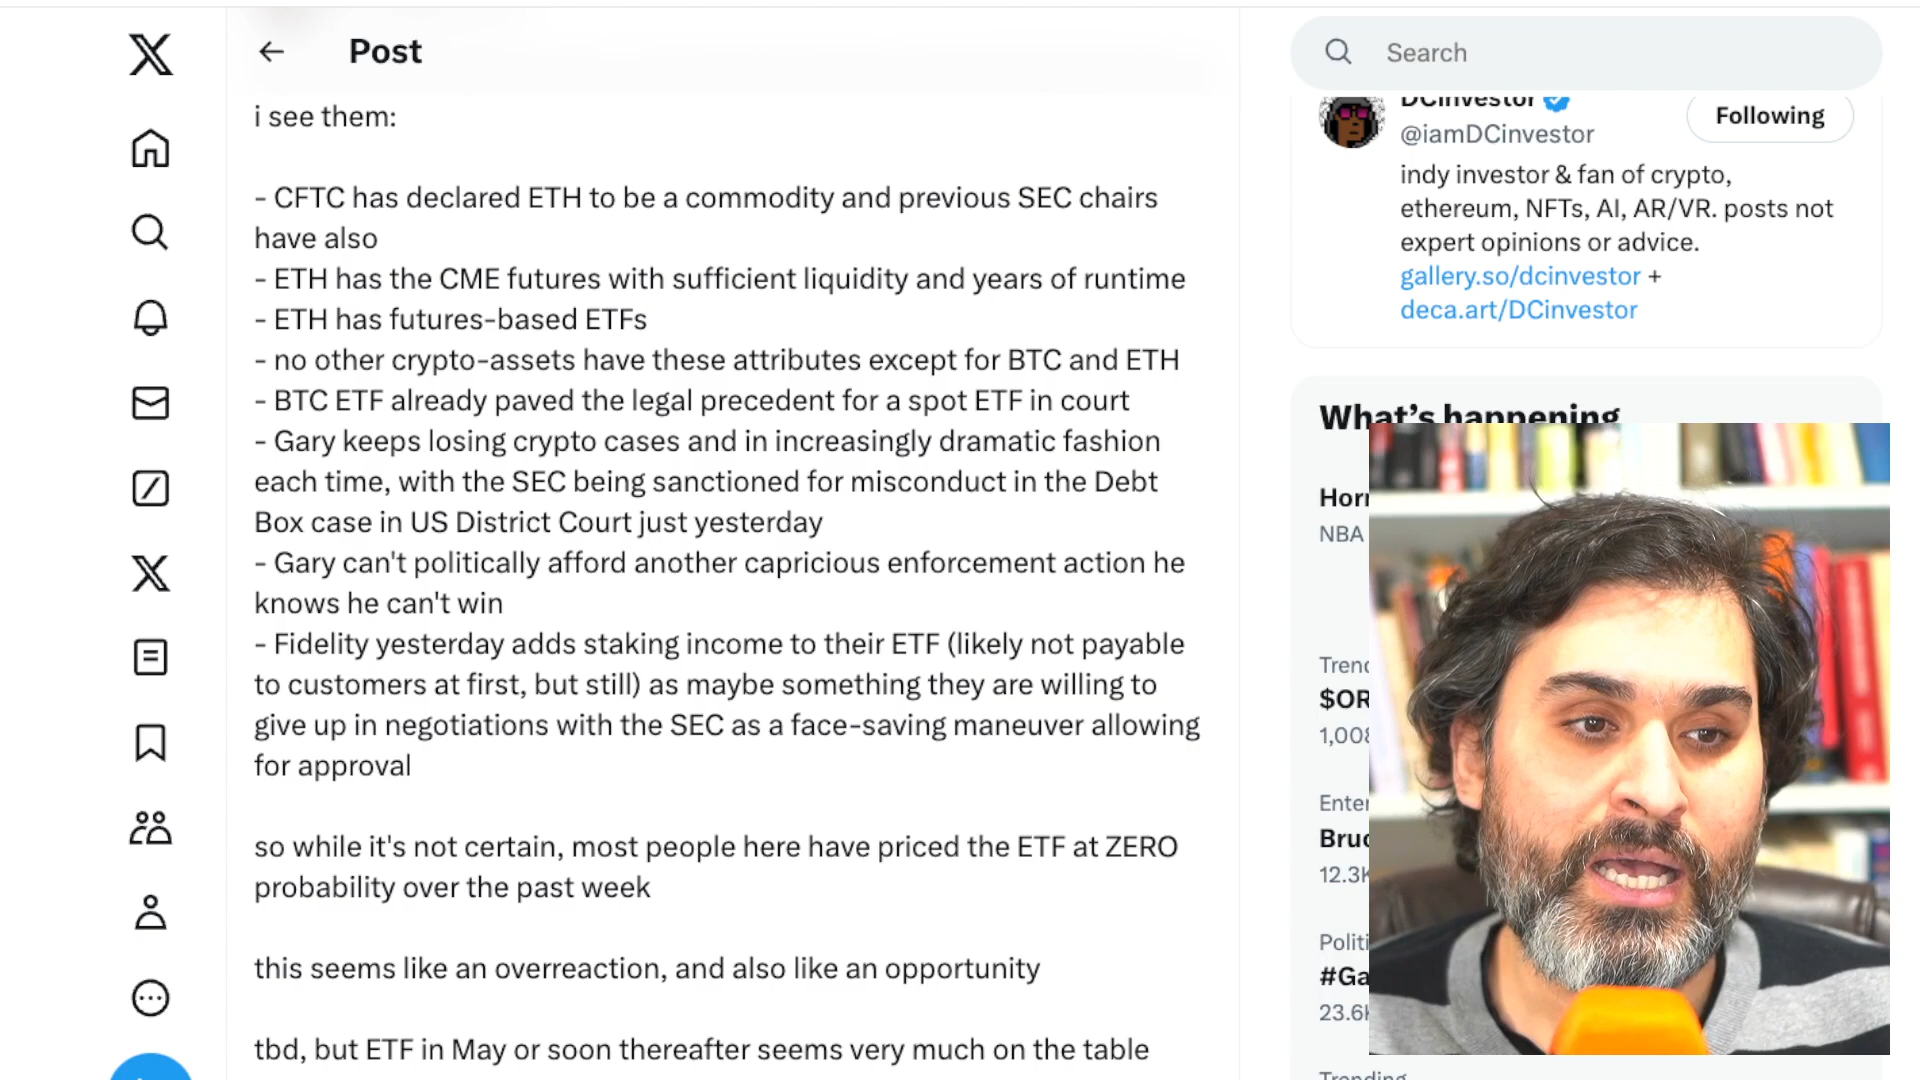 Post
i see them:
- CFTC has declared ETH to be a commodity and previous SEC chairs
have also
- ETH has the CME futures with sufficient liquidity and years of runtime
- ETH has futures-based ETFs
- no other crypto-assets have these attributes except for BTC and ETH
- BTC ETF already paved the legal precedent for a spot ETF in court
- Gary keeps losing crypto cases and in increasingly dramatic fashion
each time, with the SEC being sanctioned for misconduct in the Debt
Box case in US District Court just yesterday
- Gary can't politically afford another capricious enforcement action he
knows he can't win
- Fidelity yesterday adds staking income to their ETF (likely not payable
to customers at first, but still) as maybe something they are willing to
give up in negotiations with the SEC as a face-saving maneuver allowing
for approval
so while it's not certain, most people here have priced the ETF at ZERO
probability over the past week
this seems like an overreaction, and also like an opportunity
tbd, but ETF in May or soon thereafter seems very much on the table
Search
DCinvestor
@iamDCinvestor
Following
indy investor & fan of crypto,
ethereum, NFTs, AI, AR/VR. posts not
expert opinions or advice.
gallery.so/dcinvestor +
deca.art/DCinvestor
What's happening
NBA
Trending